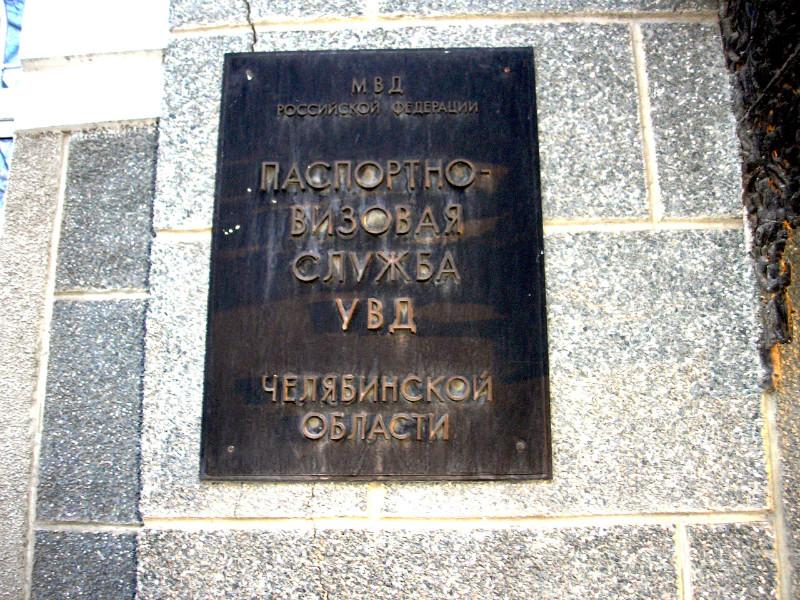 МВД
РОССИЙСКОЙ ФЕДЕРАЦИИ
ПАСПОРТНО-
ВИЗОВАЯ
СЛУЖБА
УВД
ЧЕЛЯБИНСКОЙ
ОБЛАСТИ